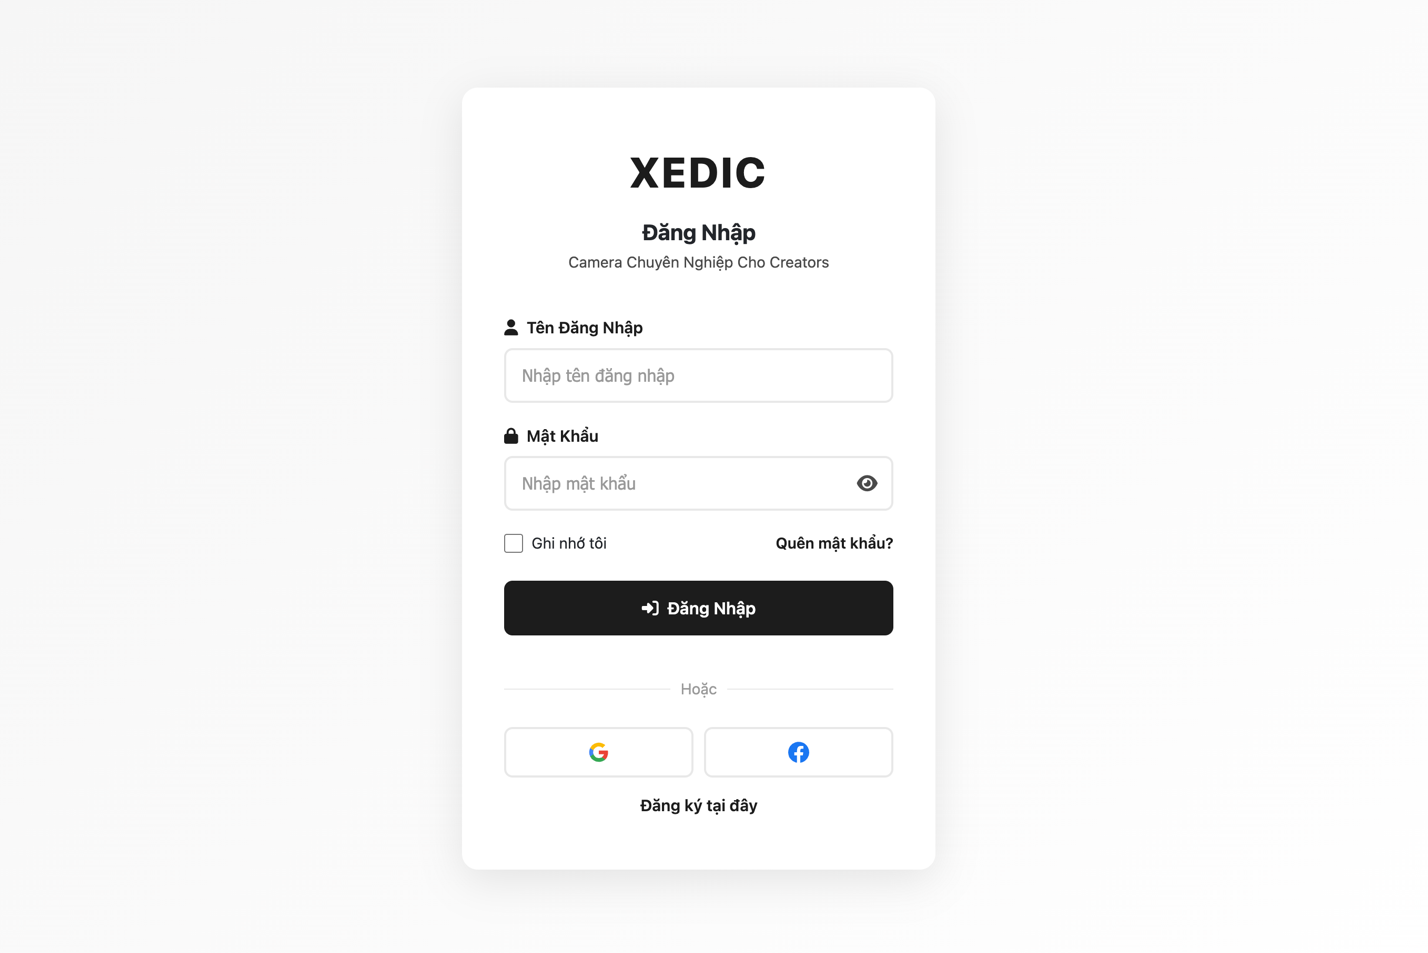 XEDIC
Đăng Nhập
Camera Chuyên Nghiệp Cho Creators
Tên Đăng Nhập
Nhập tên đăng nhập
Mật Khẩu
Nhập mật khẩu
Ghi nhớ tôi
Quên mật khẩu?
Đăng Nhập
Hoặc
Đăng ký tại đây